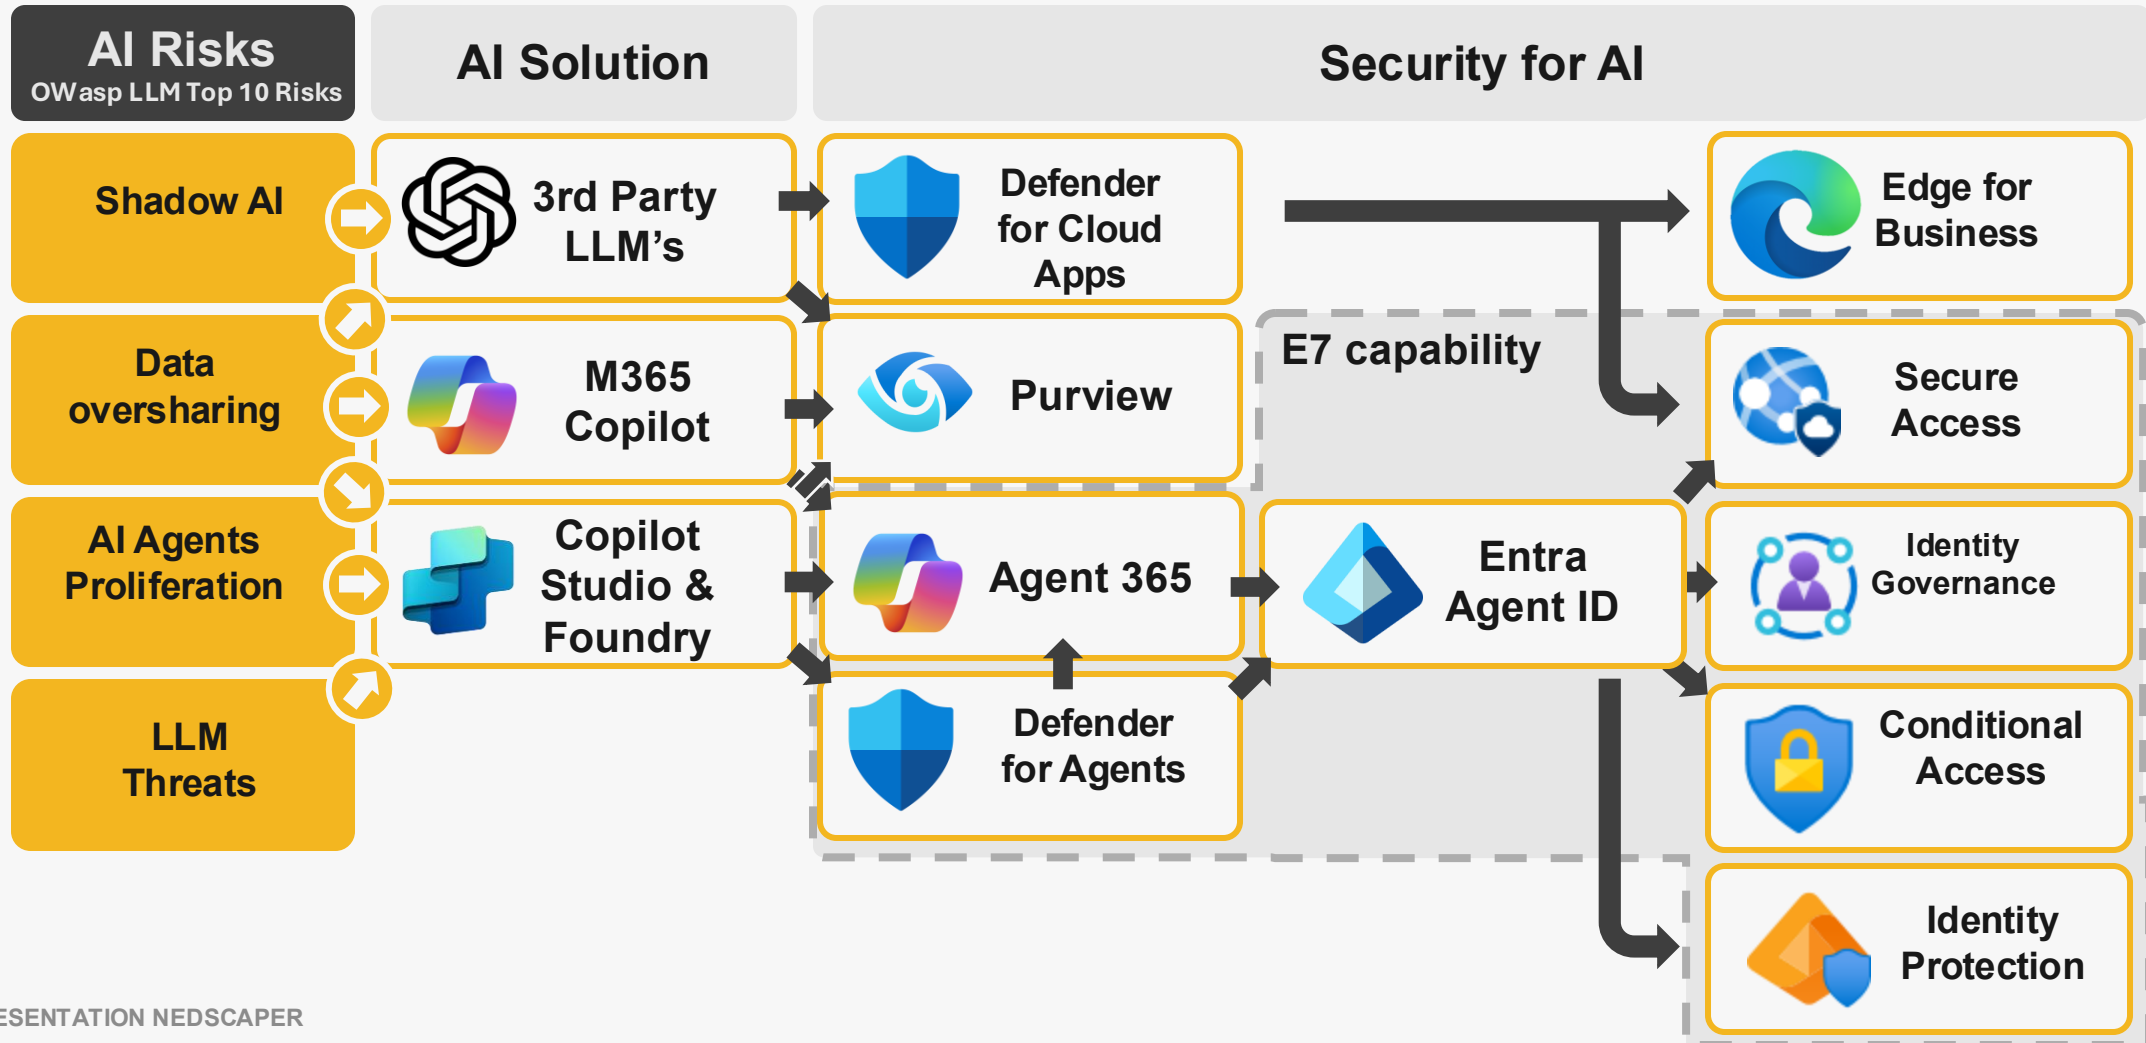 AI Risks
OWasp LLM Top 10 Risks
AI Solution
Security for AI
Shadow AI
3rd Party
LLM’s
Defender
for Cloud
Apps
Edge for
Business
Data
oversharing
M365
Copilot
Purview
E7 capability
Secure
Access
AI Agents
Proliferation
Copilot
Studio &
Foundry
Agent 365
Entra
Agent ID
Identity
Governance
LLM
Threats
Defender
for Agents
Conditional
Access
Identity
Protection
ESENTATION NEDSCAPER